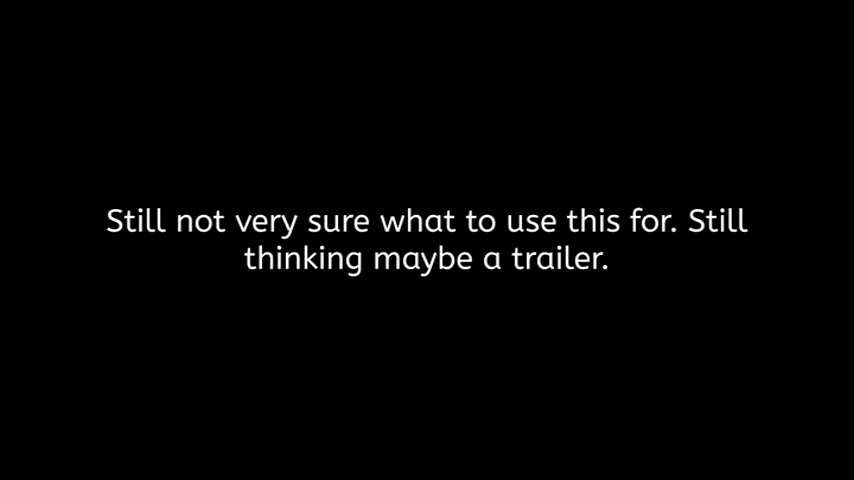 Still not very sure what to use this for. Still
thinking maybe a trailer.